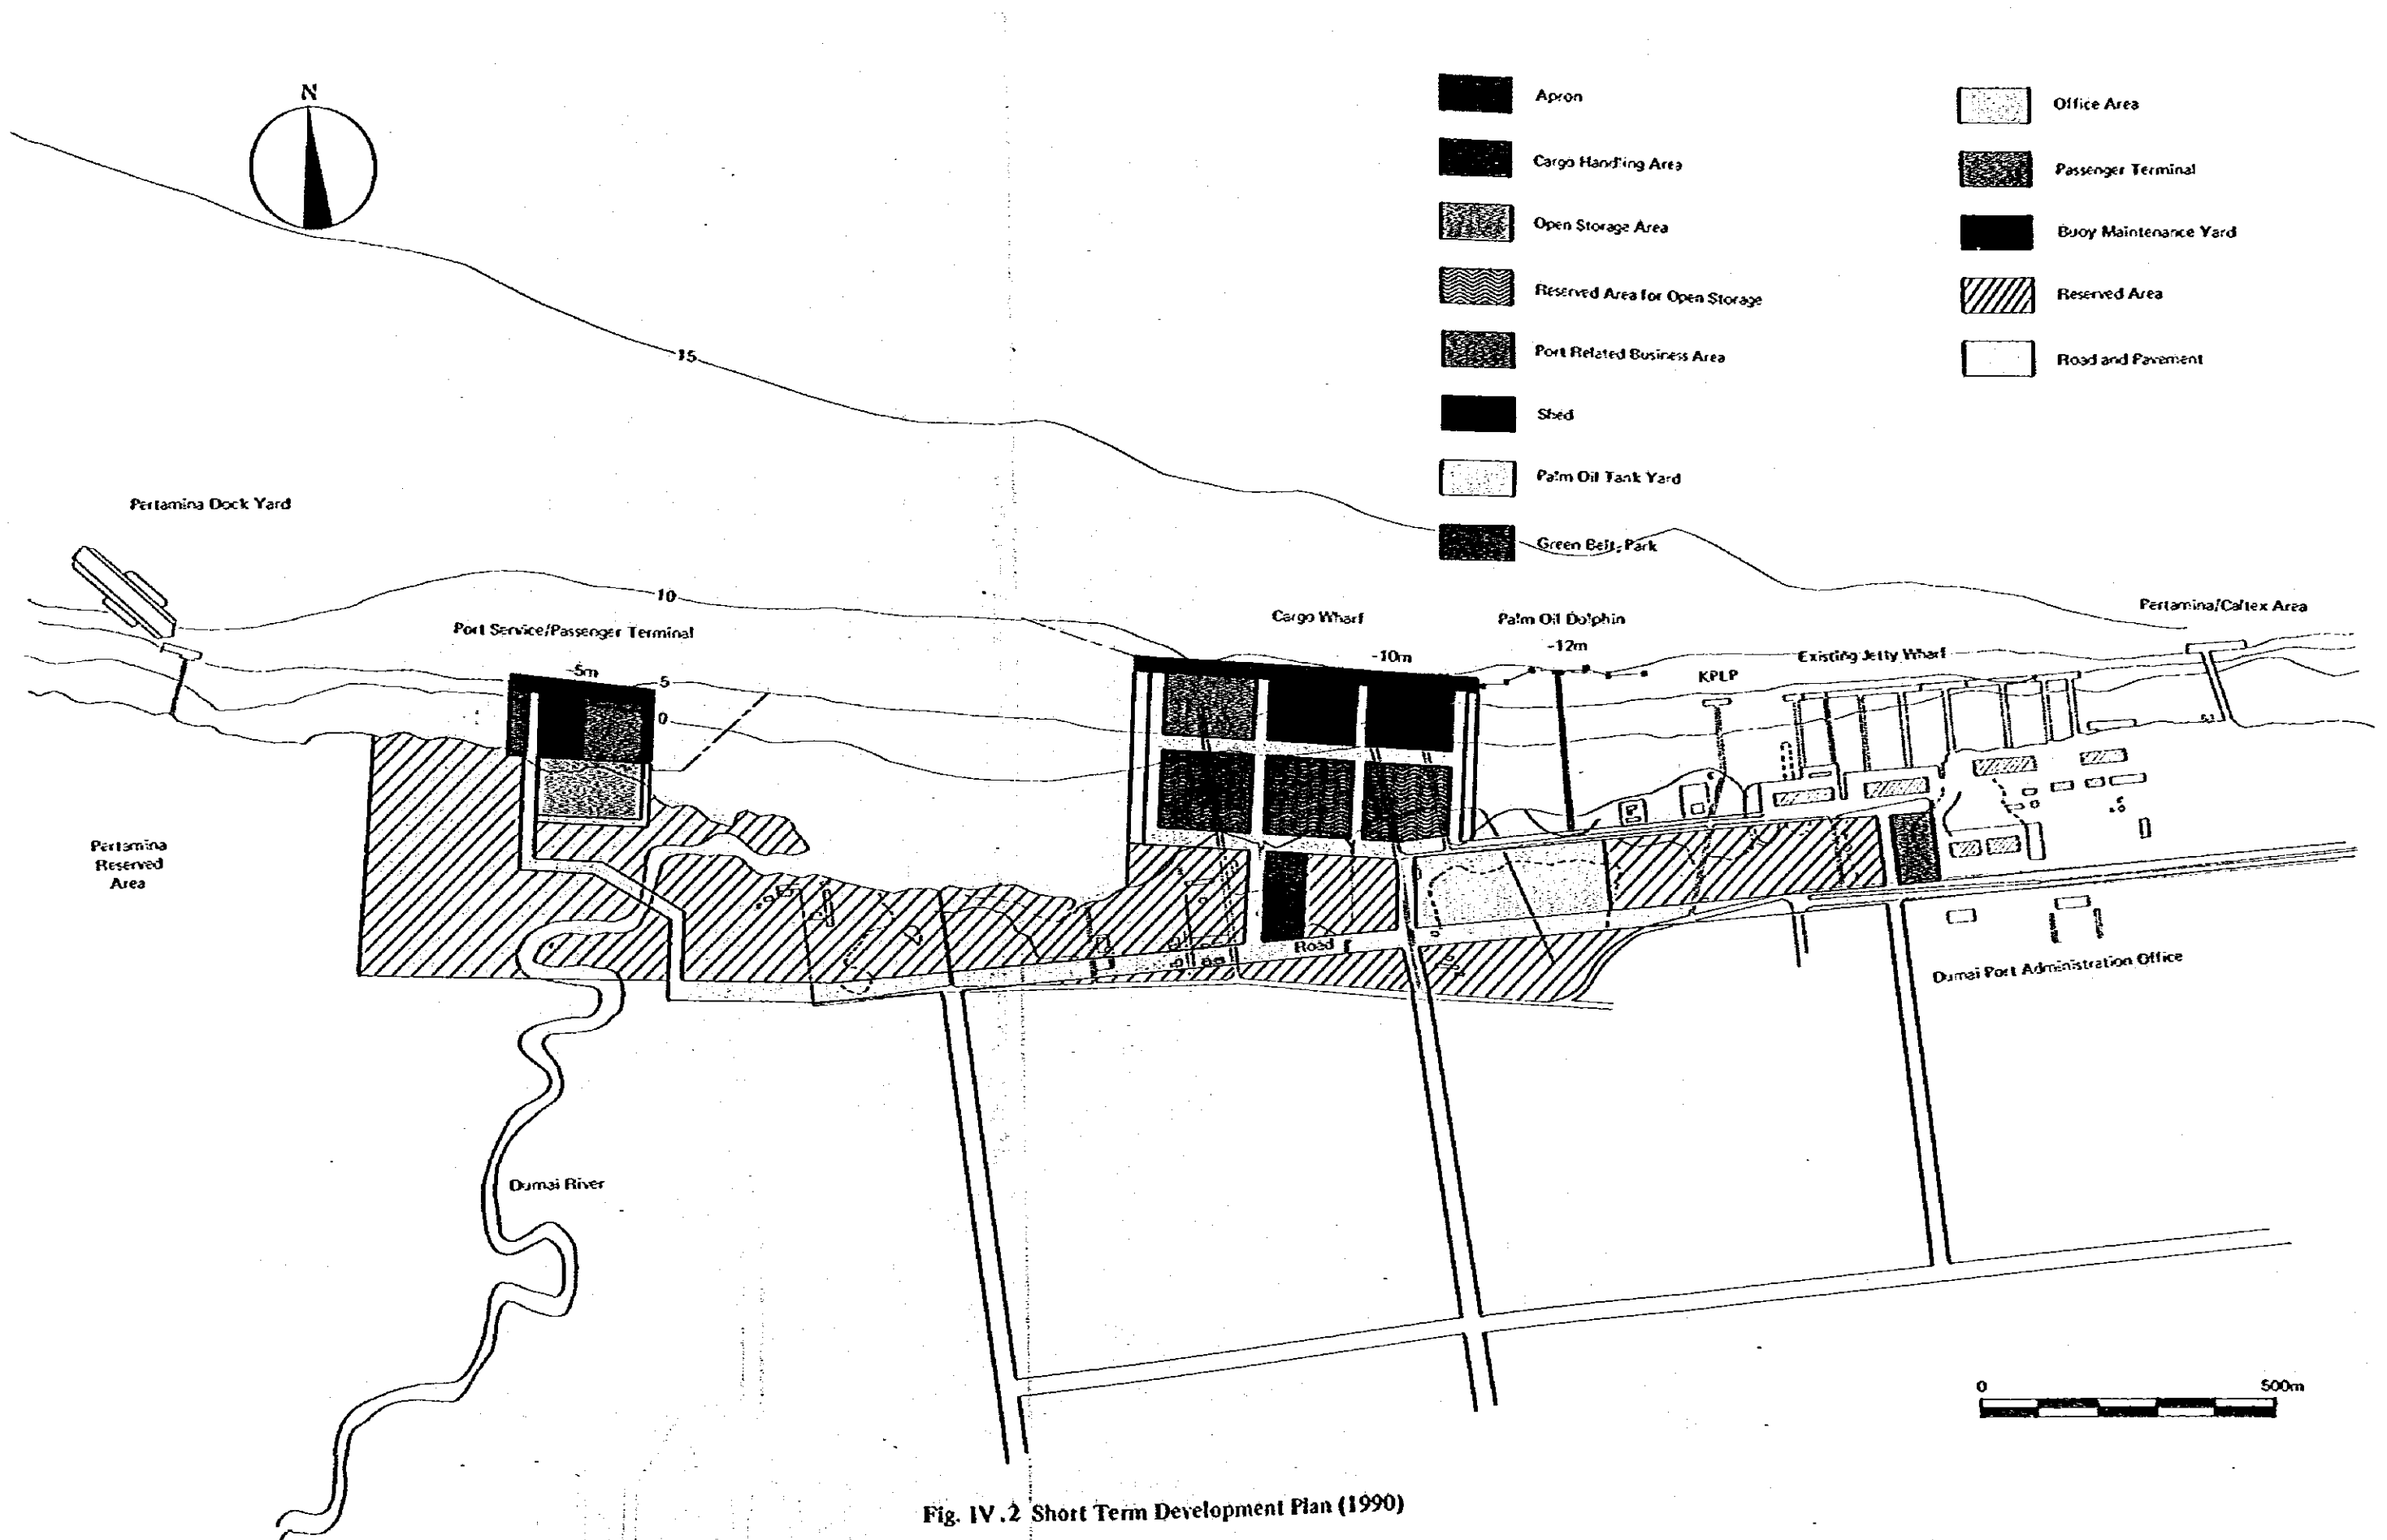 N
Apron
Cargo Handling Area
Open Storage Area
Reserved Area for Open Storage
Port Related Business Area
Shed
Palm Oil Tank Yard
Green Belt, Park
Office Area
Passenger Terminal
Buoy Maintenance Yard
Reserved Area
Road and Pavement
15
Pertamina Dock Yard
10
Port Service/Passenger Terminal
-5m
5
0
Cargo Wharf
-10m
Palm Oil Dolphin
-12m
KPLP
Existing Jetty Wharf
Pertamina/Caltex Area
Pertamina
Reserved
Area
Road
Dumai Port Administration Office
Dumai River
0 500m
Fig. IV.2 Short Term Development Plan (1990)